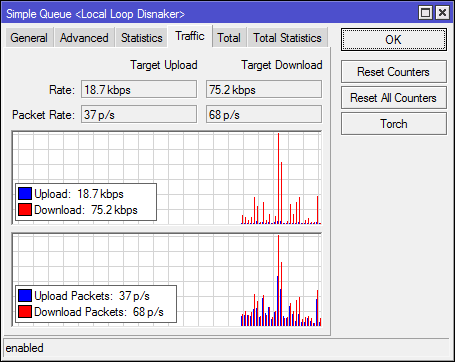 Simple Queue <Local Loop Disnaker>
General Advanced Statistics Traffic Total Total Statistics
Target Upload Target Download
Rate: 18.7 kbps 75.2 kbps
Packet Rate: 37 p/s 68 p/s
Upload: 18.7 kbps
Download: 75.2 kbps
Upload Packets: 37 p/s
Download Packets: 68 p/s
OK
Reset Counters
Reset All Counters
Torch
enabled